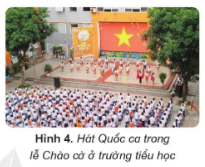 Hình 4. Hát Quốc ca trong
lễ Chào cờ ở trường tiểu học